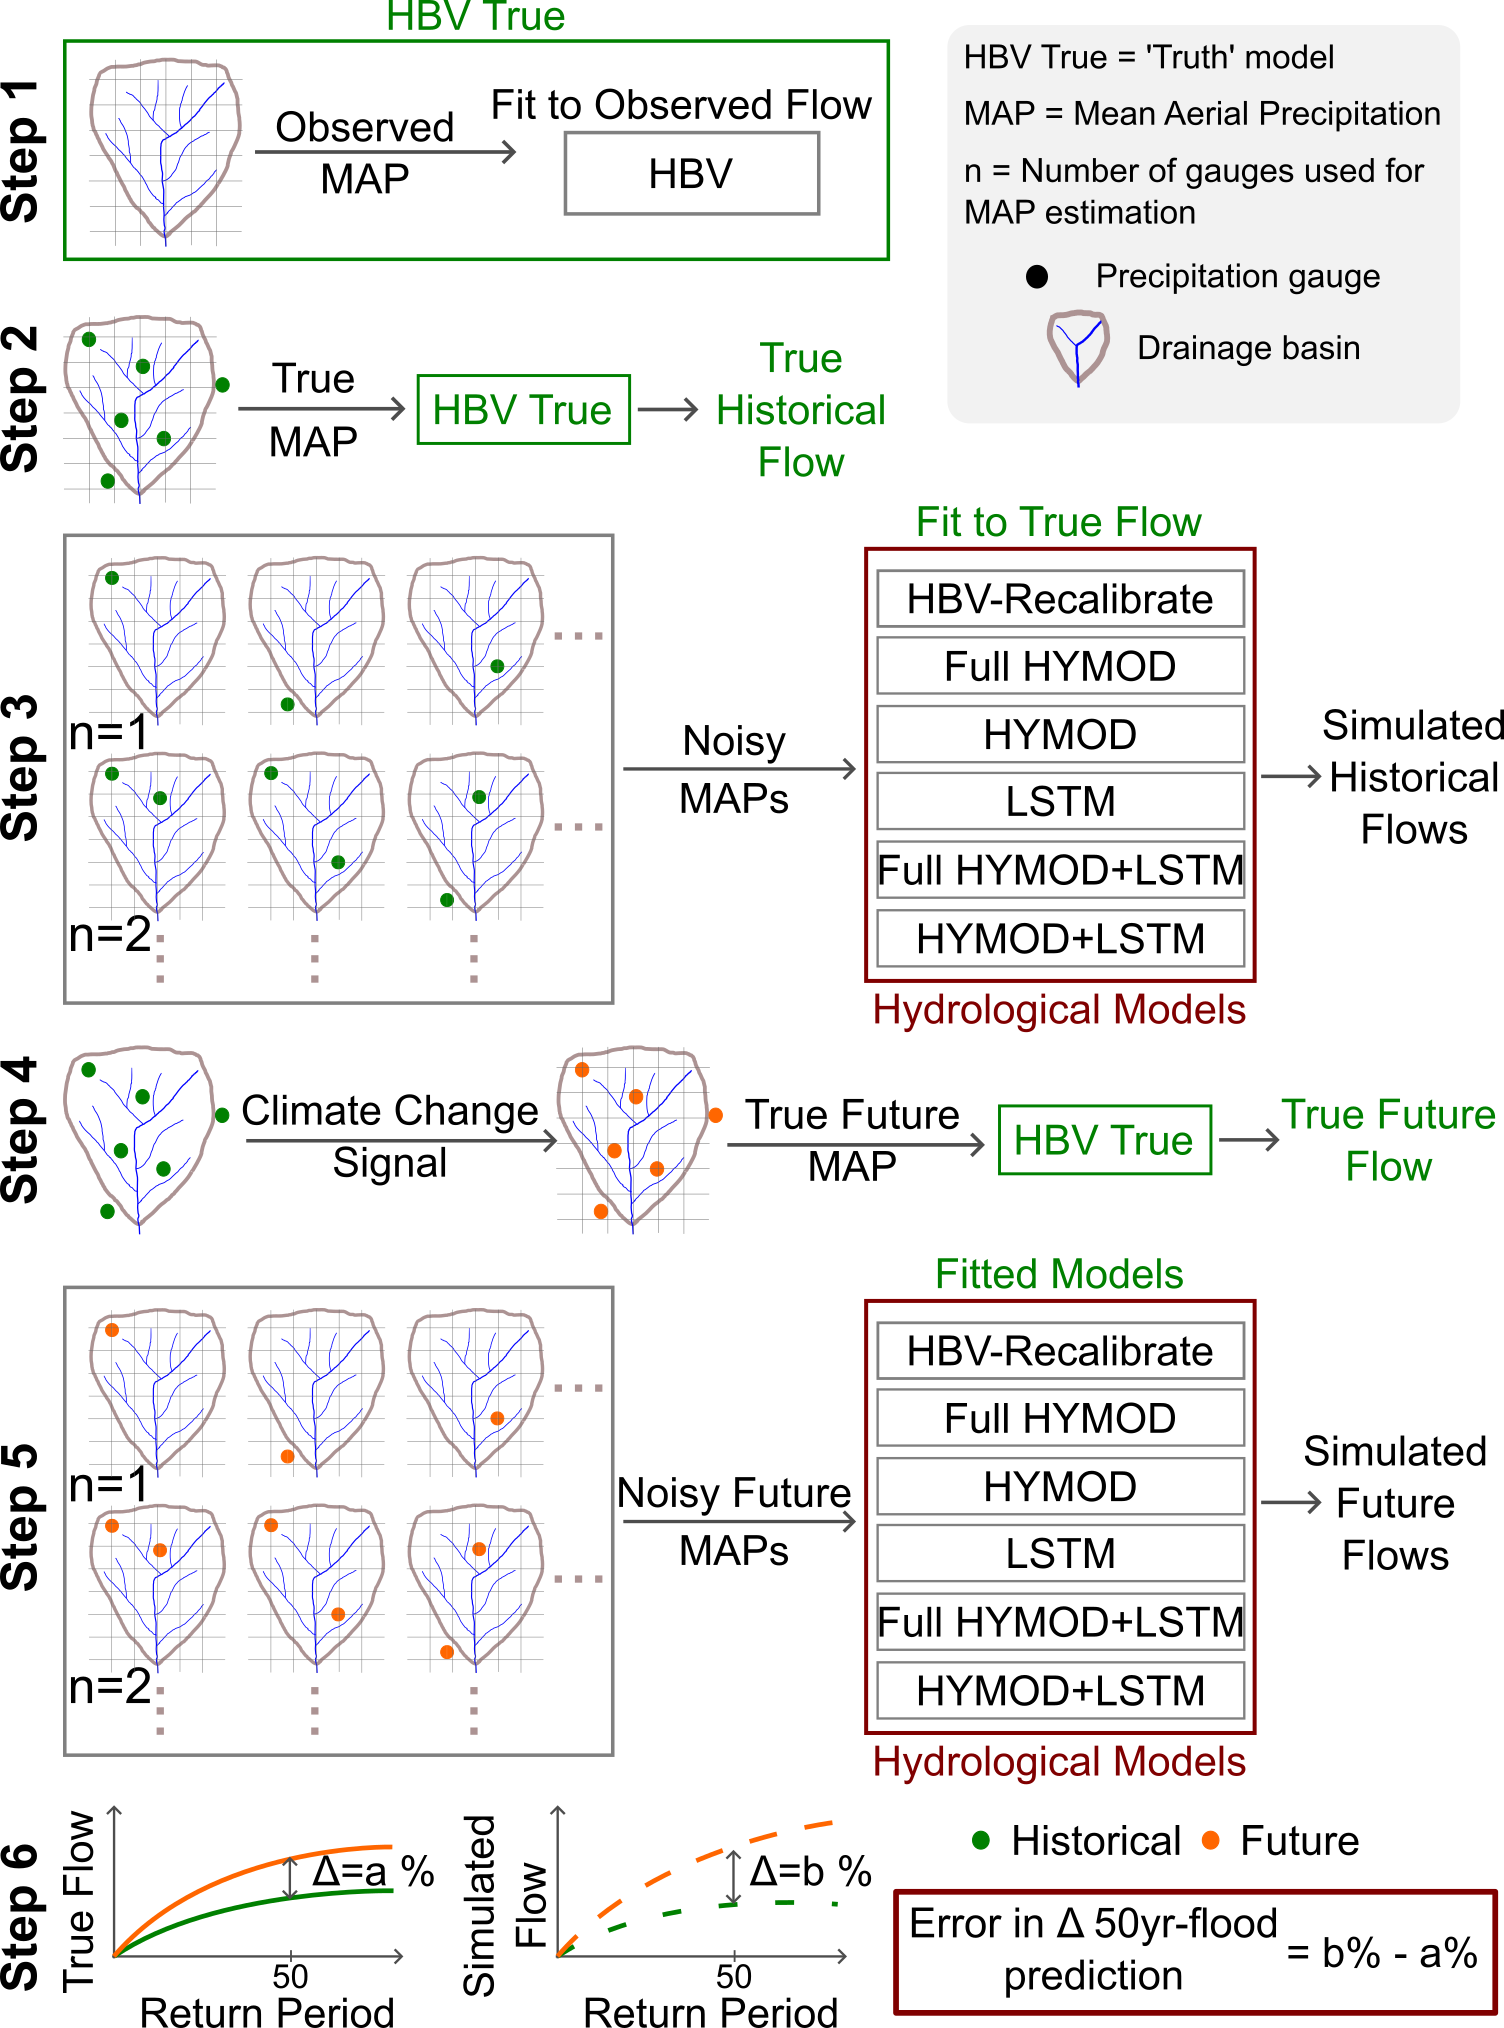 HBV True
Step 1
Observed
MAP
Fit to Observed Flow
HBV
HBV True = 'Truth' model
MAP = Mean Aerial Precipitation
n = Number of gauges used for
MAP estimation
Precipitation gauge
Drainage basin
Step 2
True
MAP
HBV True
True
Historical
Flow
Step 3
n=1
n=2
Noisy
MAPs
Fit to True Flow
HBV-Recalibrate
Full HYMOD
HYMOD
LSTM
Full HYMOD+LSTM
HYMOD+LSTM
Hydrological Models
Simulated
Historical
Flows
Step 4
Climate Change
Signal
True Future
MAP
HBV True
True Future
Flow
Step 5
n=1
n=2
Noisy Future
MAPs
Fitted Models
HBV-Recalibrate
Full HYMOD
HYMOD
LSTM
Full HYMOD+LSTM
HYMOD+LSTM
Hydrological Models
Simulated
Future
Flows
Step 6
True Flow
Δ=a %
50
Return Period
Simulated
Flow
Δ=b %
50
Return Period
Historical
Future
Error in Δ 50yr-flood
prediction
= b% - a%